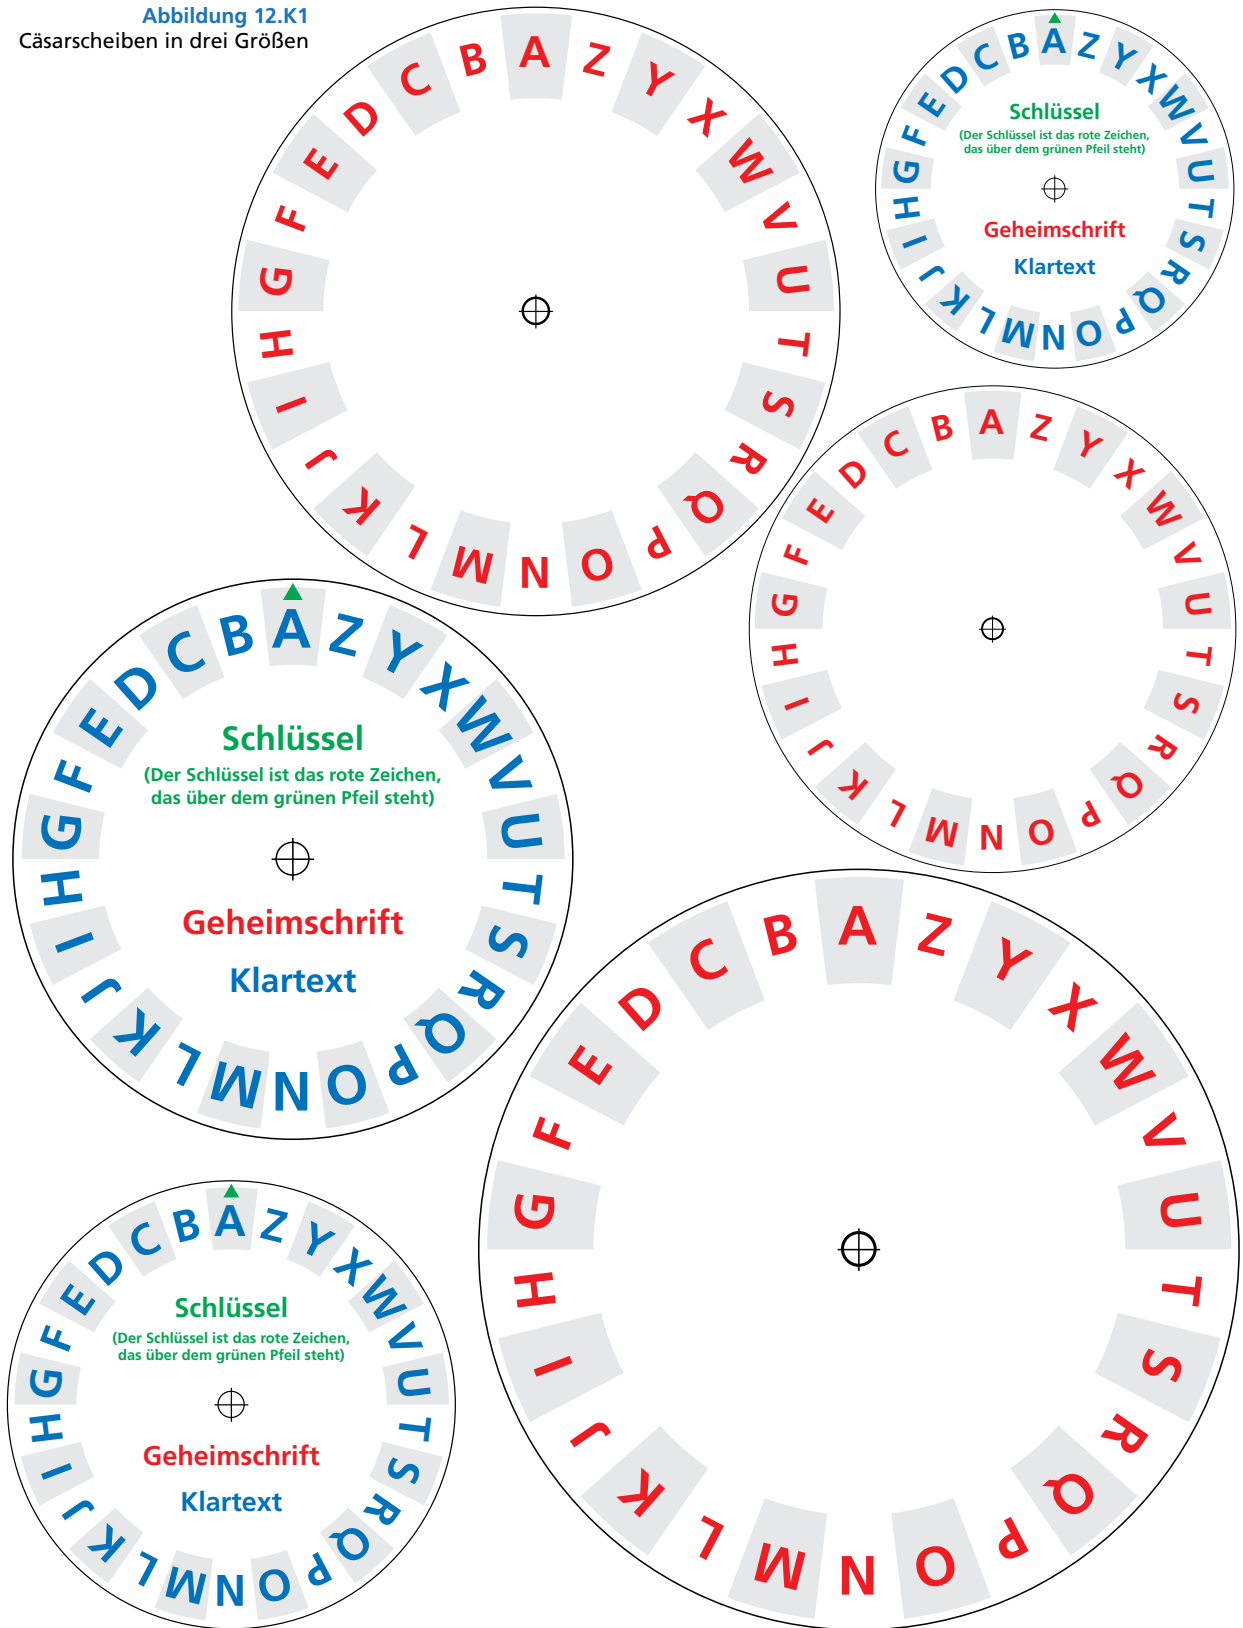 Abbildung 12.K1
Cäsarscheiben in drei Größen
A Z Y X W V U T S R Q P O N M L K J I H G F E D C B
A Z Y X W V U T S R Q P O N M L K J I H G F E D C B
Schlüssel
(Der Schlüssel ist das rote Zeichen,
das über dem grünen Pfeil steht)
Geheimschrift
Klartext
A Z Y X W V U T S R Q P O N M L K J I H G F E D C B
A Z Y X W V U T S R Q P O N M L K J I H G F E D C B
Schlüssel
(Der Schlüssel ist das rote Zeichen,
das über dem grünen Pfeil steht)
Geheimschrift
Klartext
A Z Y X W V U T S R Q P O N M L K J I H G F E D C B
A Z Y X W V U T S R Q P O N M L K J I H G F E D C B
Schlüssel
(Der Schlüssel ist das rote Zeichen,
das über dem grünen Pfeil steht)
Geheimschrift
Klartext